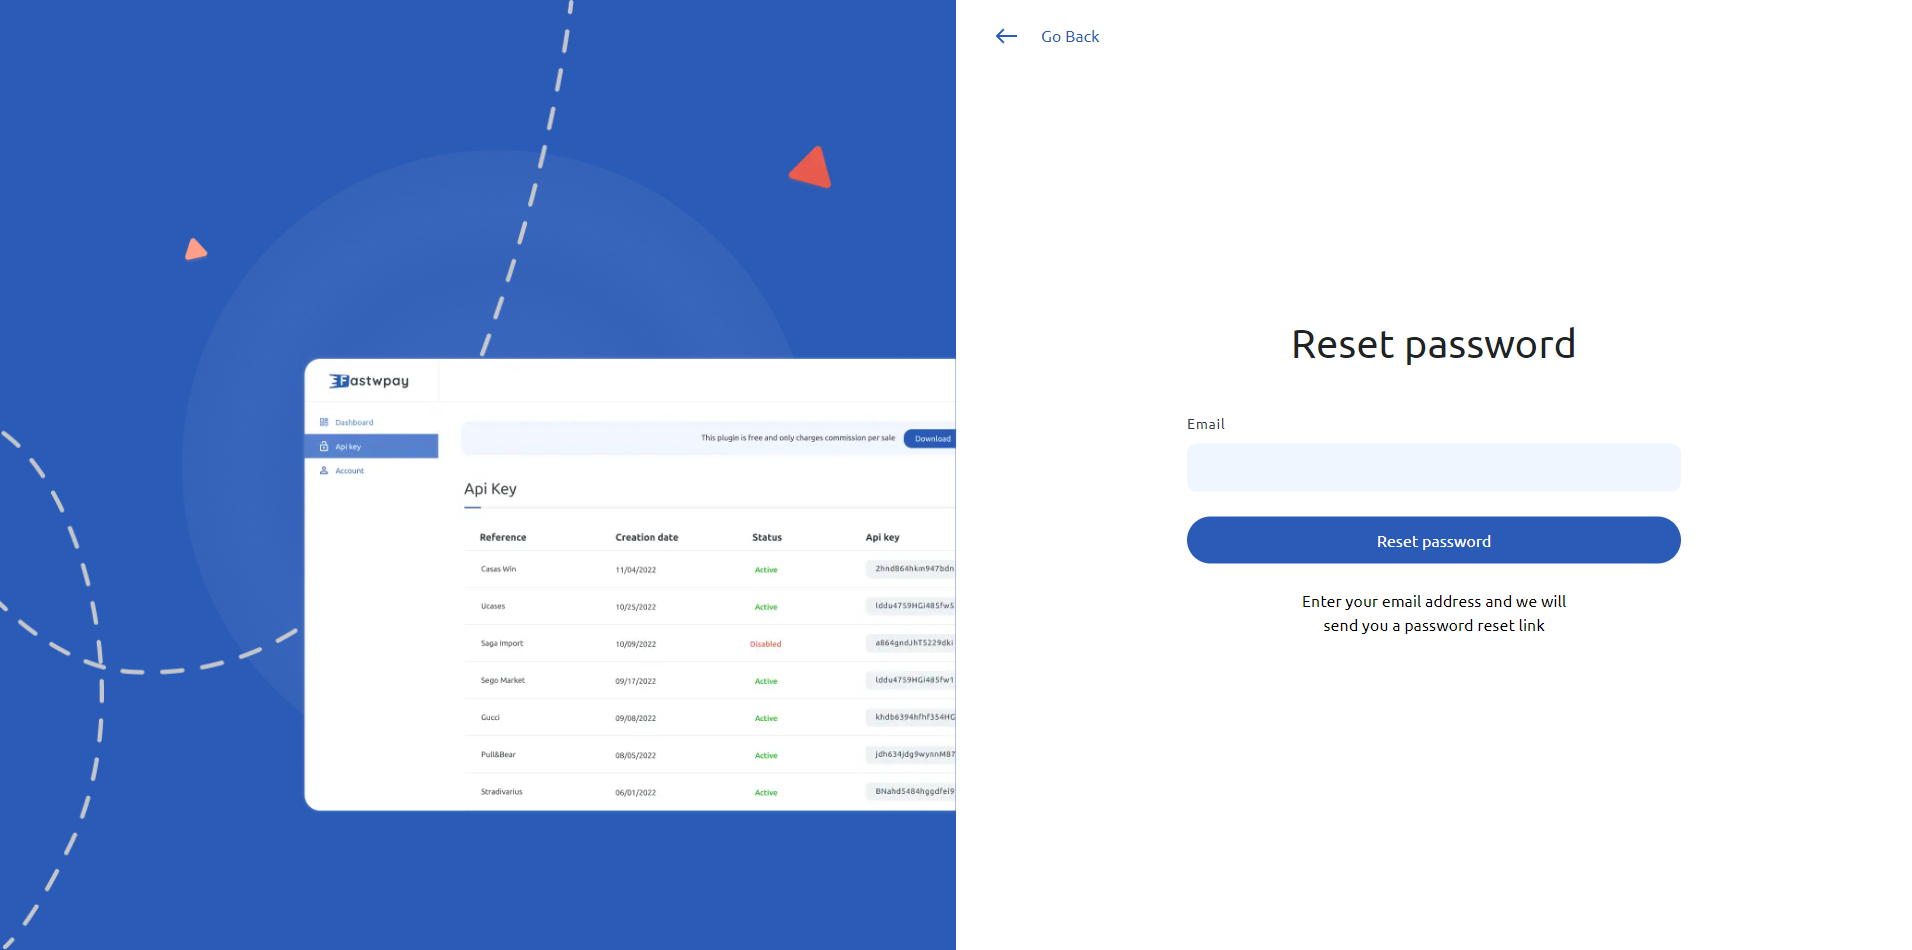 Go Back
Reset password
Email
Reset password
Enter your email address and we will
send you a password reset link
Fastwpay
Dashboard
Api key
Account
This plugin is free and only charges commission per sale
Download
Api Key
Reference Creation date Status Api key
Casas Win 11/04/2022 Active 2hnd864hkm947bdn
Ucases 10/25/2022 Active lddu4759HGi485fw5
Saga Import 10/09/2022 Disabled a864gndJhT5229dki
Sego Market 09/17/2022 Active lddu4759HGi485fw1
Gucci 09/08/2022 Active khdb6394hfhf354HG
Pull&Bear 08/05/2022 Active jdh634jdg9wynnM87
Stradivarius 06/01/2022 Active BNahd5484hggdfei9